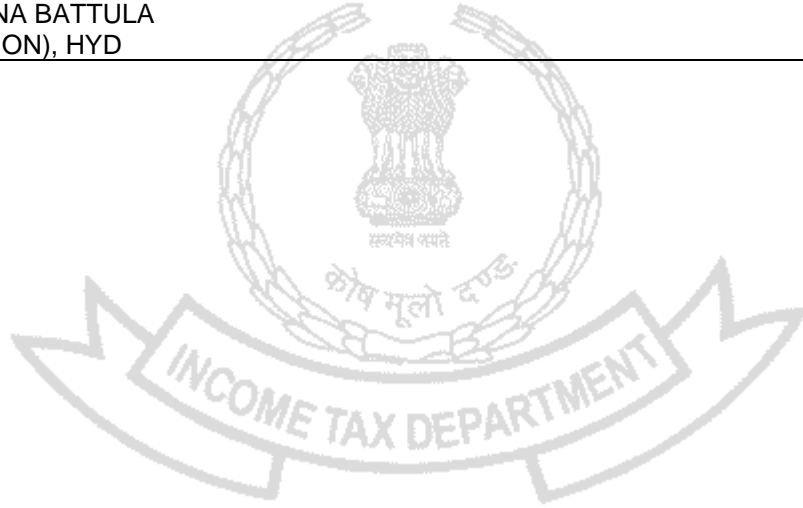 NA BATTULA
ON), HYD
सत्यमेव जयते
कोष मूलो दण्ड:
INCOME TAX DEPARTMENT